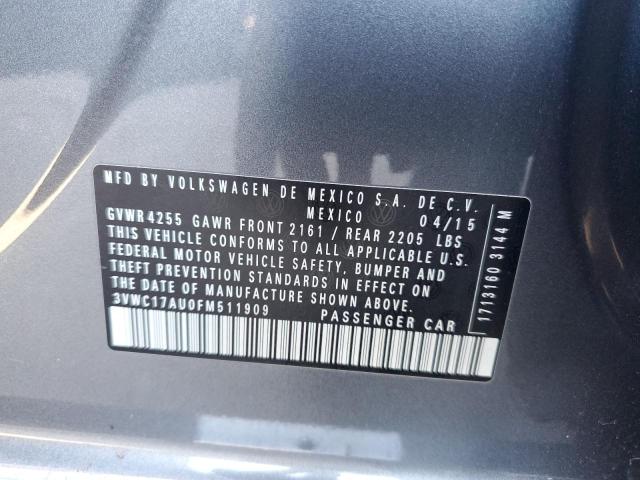 MFD BY VOLKSWAGEN DE MEXICO S.A. DE C.V.
MEXICO 04/15
GVWR 4255 GAWR FRONT 2161 / REAR 2205 LBS
THIS VEHICLE CONFORMS TO ALL APPLICABLE U.S.
FEDERAL MOTOR VEHICLE SAFETY, BUMPER AND
THEFT PREVENTION STANDARDS IN EFFECT ON
THE DATE OF MANUFACTURE SHOWN ABOVE.
3VWC17AU0FM511909 PASSENGER CAR
1713160 3144 M